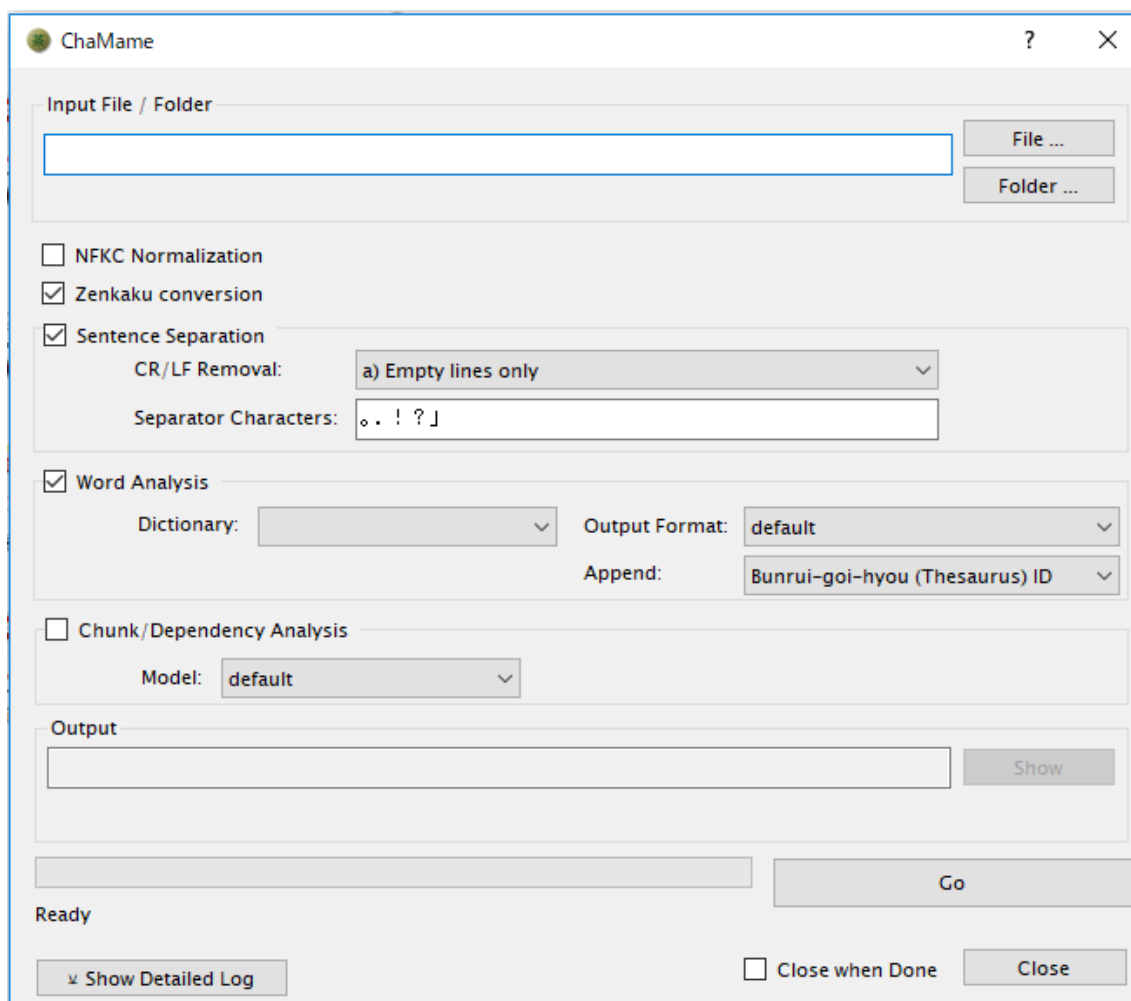 ChaMame
Input File / Folder
File ...
Folder ...
NFKC Normalization
Zenkaku conversion
Sentence Separation
CR/LF Removal: a) Empty lines only
Separator Characters: 。．！？」
Word Analysis
Dictionary:
Output Format: default
Append: Bunrui-goi-hyou (Thesaurus) ID
Chunk/Dependency Analysis
Model: default
Output
Show
Go
Ready
Show Detailed Log
Close when Done
Close